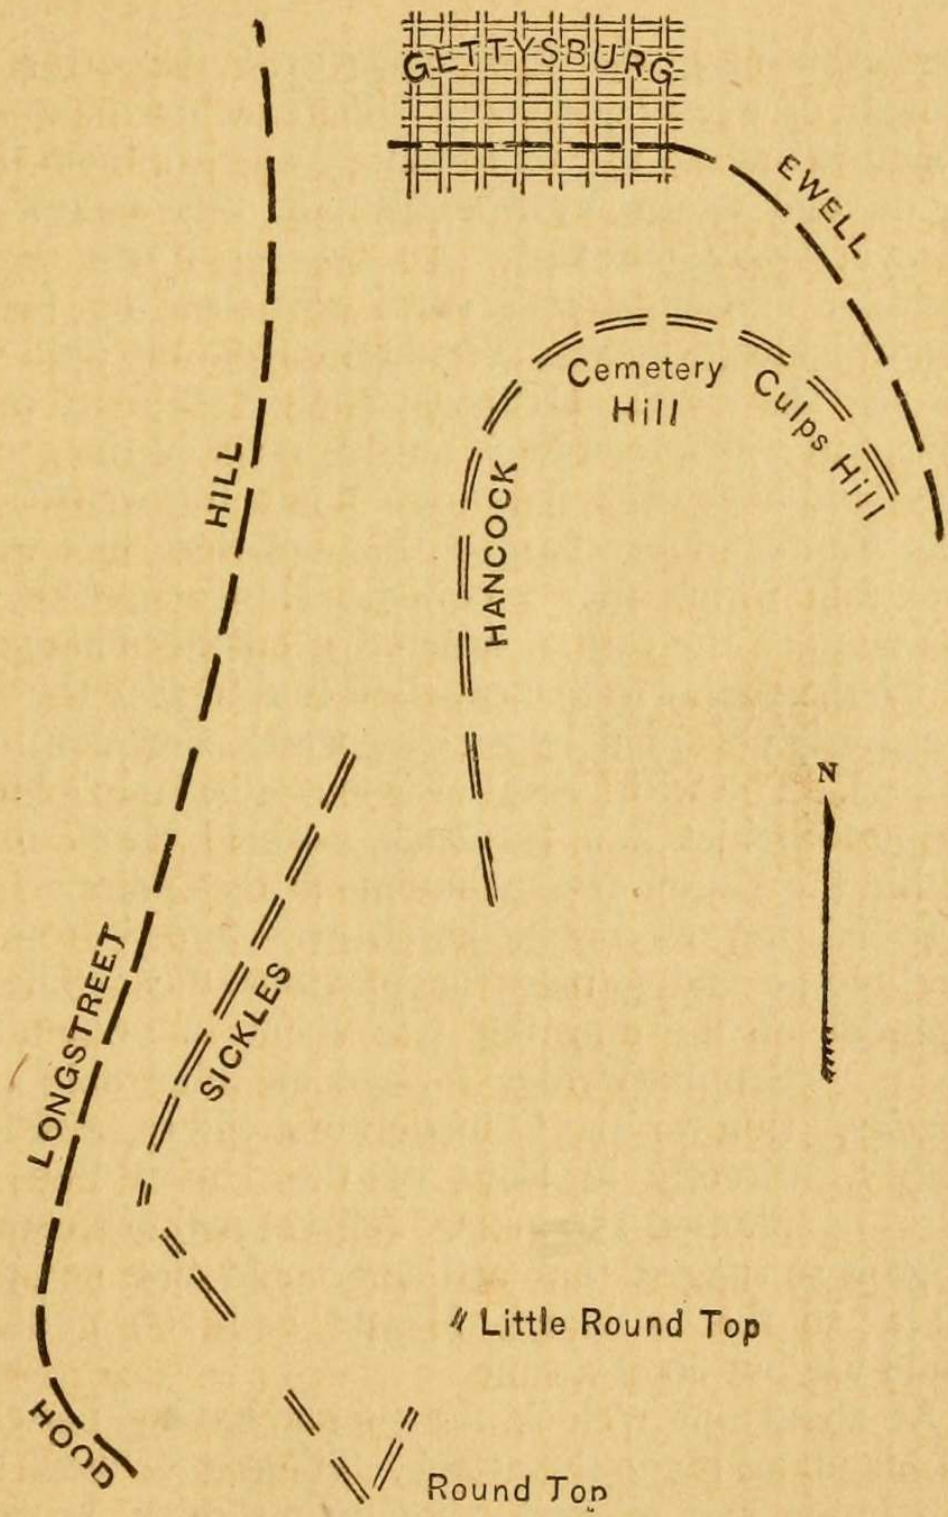 GETTYSBURG
EWELL
Cemetery
Hill
Culps Hill
HILL
HANCOCK
N
LONGSTREET
SICKLES
Little Round Top
HOOD
Round Top